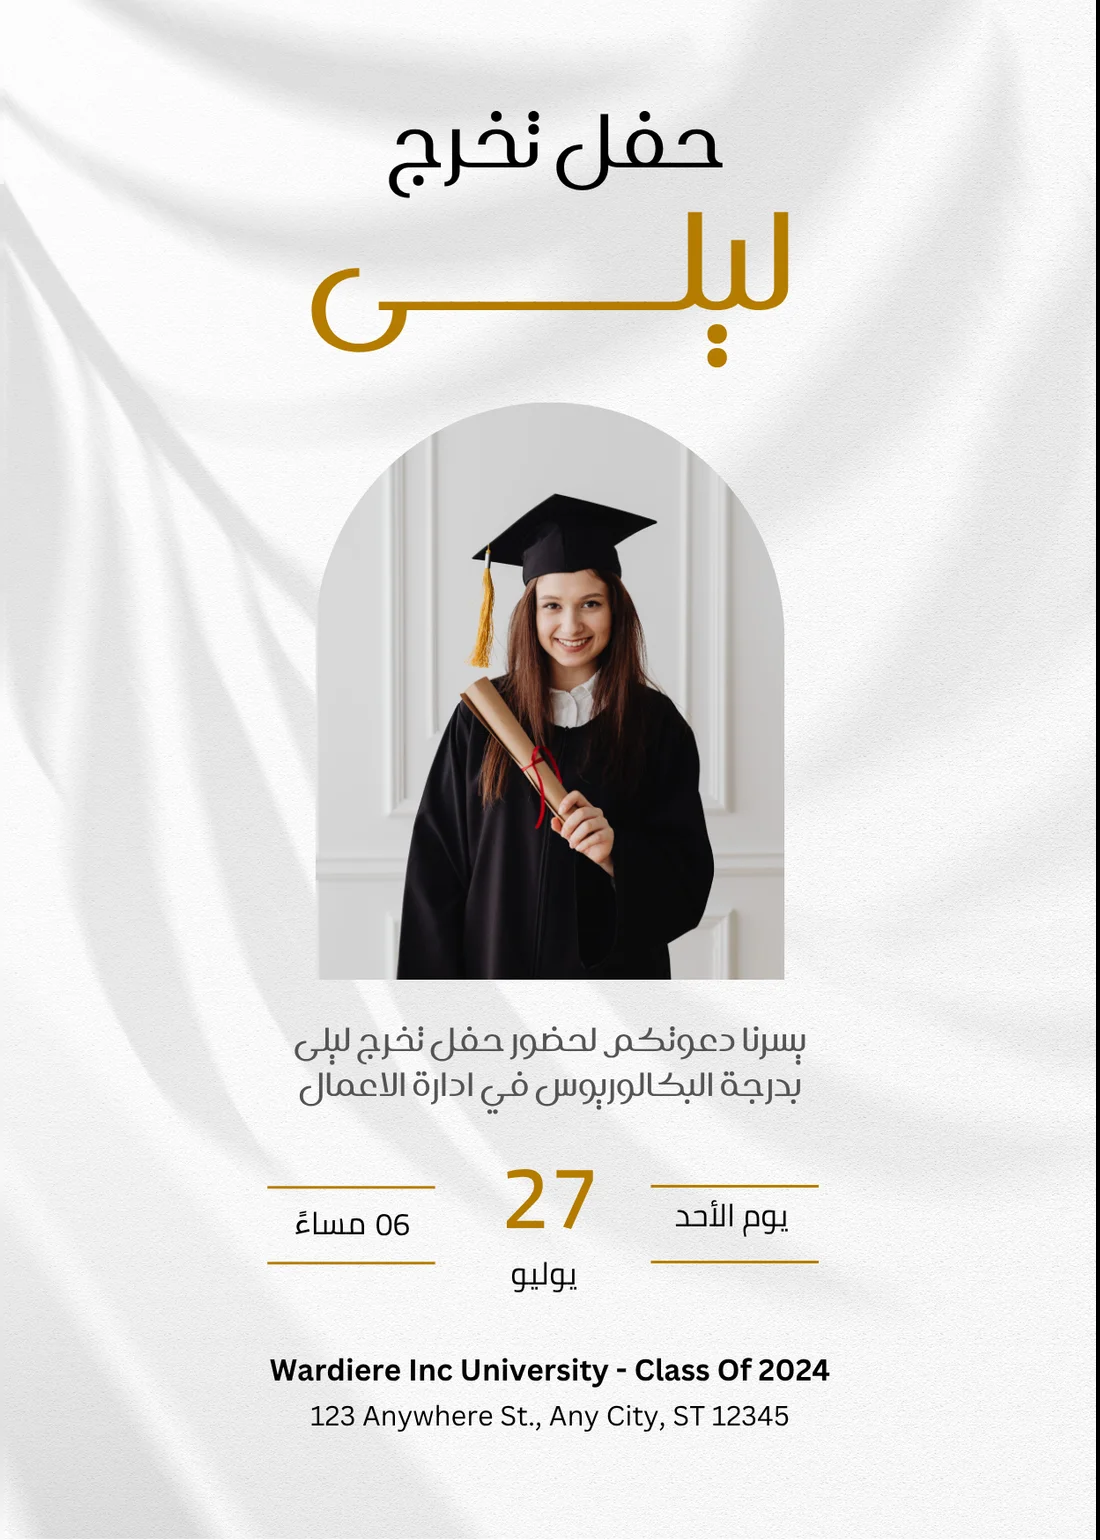 حفل تخرج
ليلـــــى
يسرنا دعوتكم لحضور حفل تخرج ليلى
بدرجة البكالوريوس في ادارة الاعمال
يوم الأحد
27
يوليو
06 مساءً
Wardiere Inc University - Class Of 2024
123 Anywhere St., Any City, ST 12345